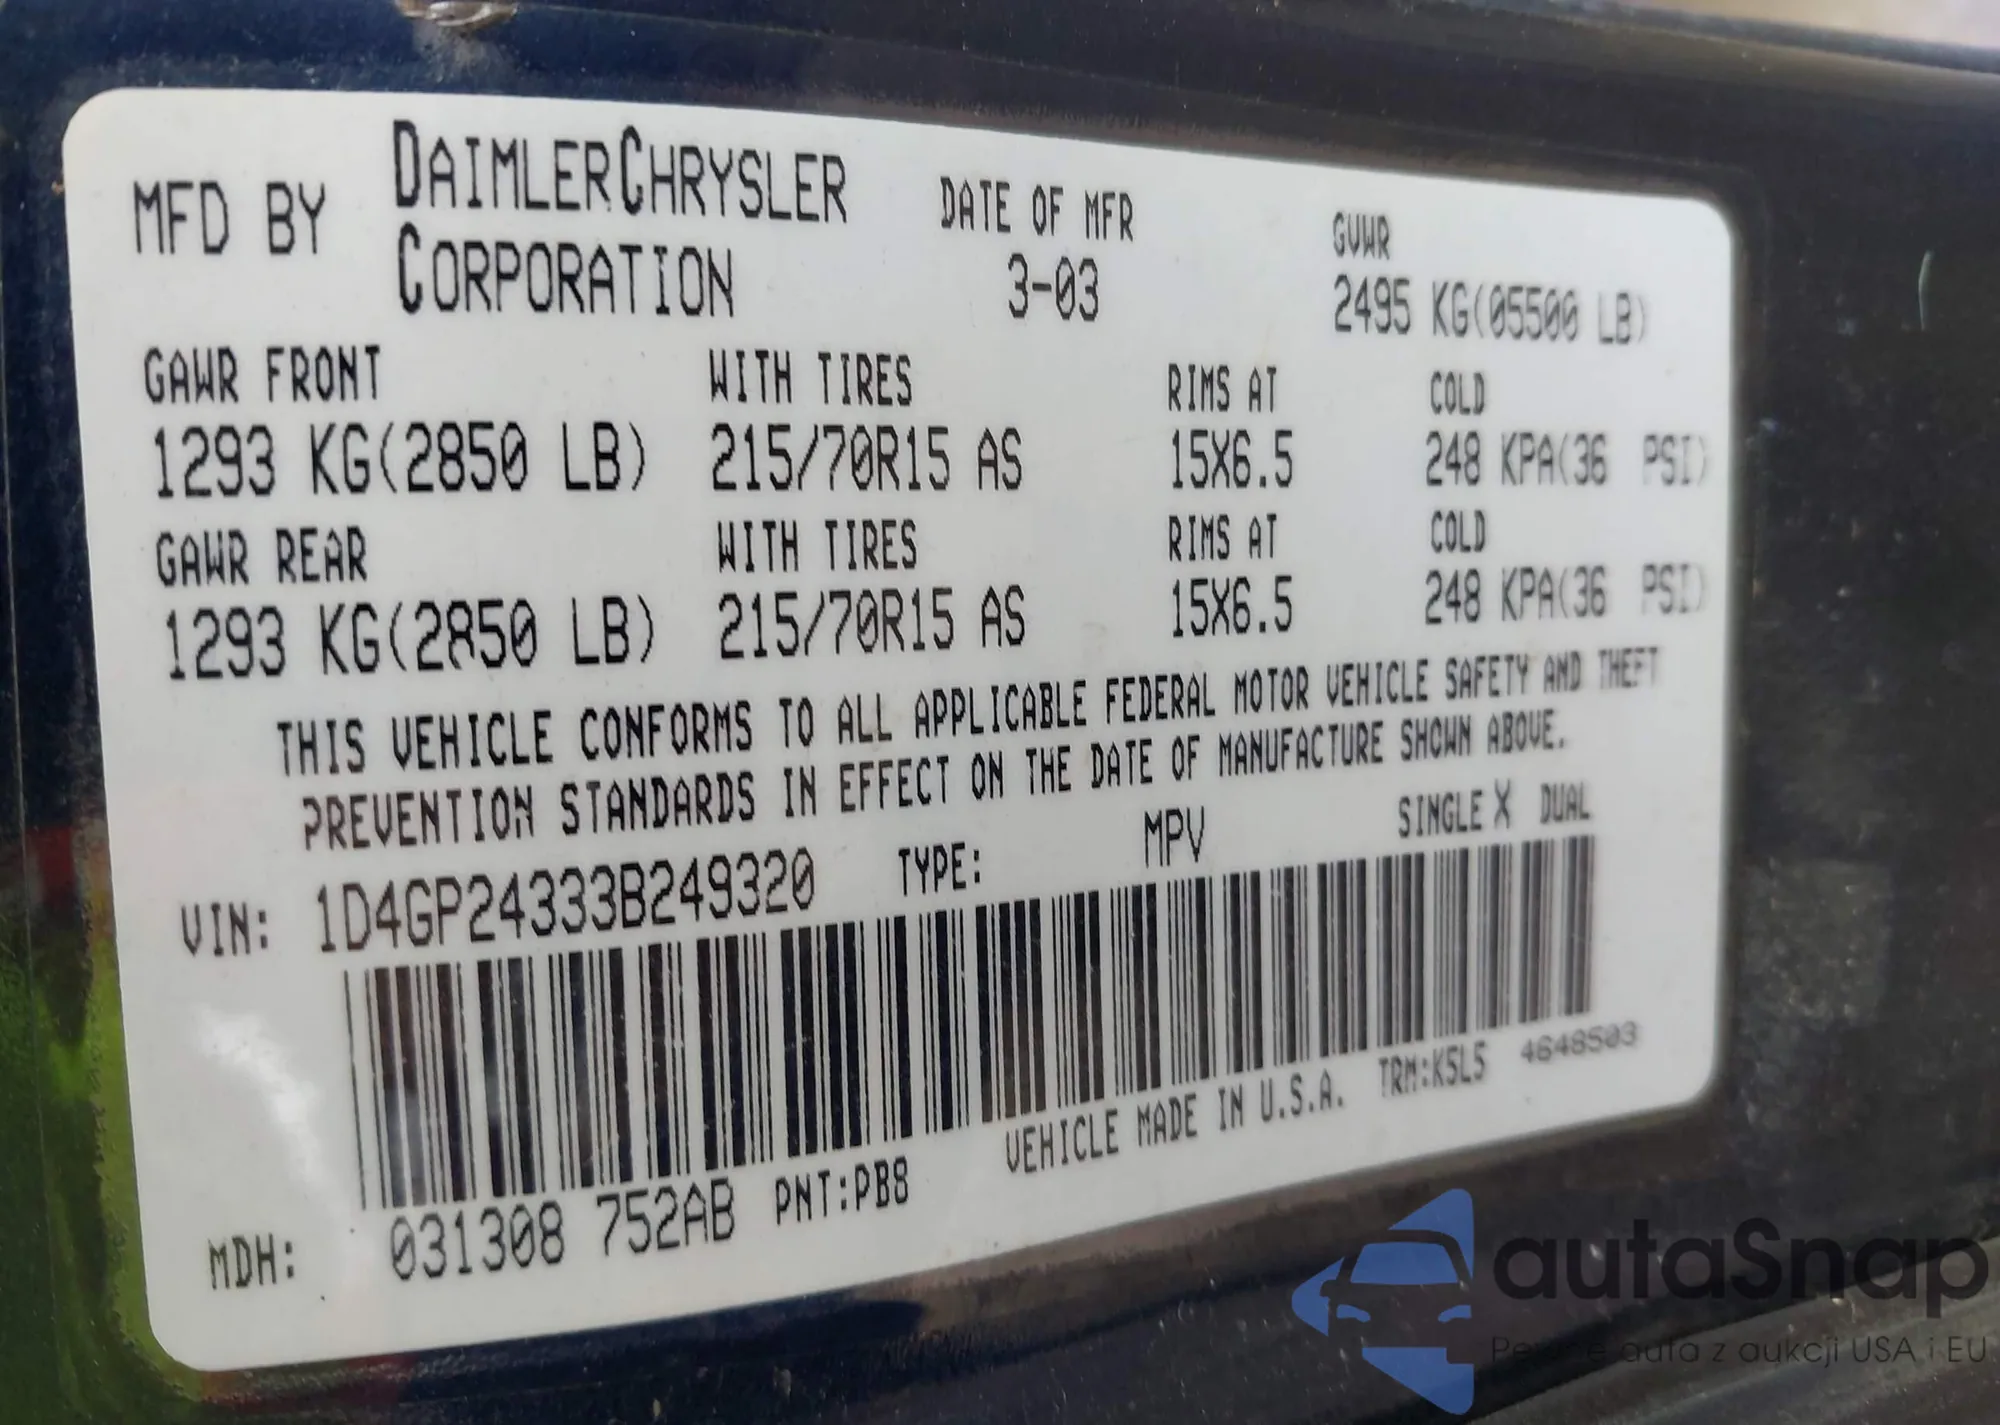 MFD BY DAIMLERCHRYSLER CORPORATION
DATE OF MFR
3-03
GVWR
2495 KG(05500 LB)
GAWR FRONT WITH TIRES RIMS AT COLD
1293 KG(2850 LB) 215/70R15 AS 15X6.5 248 KPA(36 PSI)
GAWR REAR WITH TIRES RIMS AT COLD
1293 KG(2850 LB) 215/70R15 AS 15X6.5 248 KPA(36 PSI)
THIS VEHICLE CONFORMS TO ALL APPLICABLE FEDERAL MOTOR VEHICLE SAFETY AND THEFT
PREVENTION STANDARDS IN EFFECT ON THE DATE OF MANUFACTURE SHOWN ABOVE.
VIN: 1D4GP24333B249320 TYPE: MPV SINGLE X DUAL
VEHICLE MADE IN U.S.A. TRM:K5L5 4648503
MDH: 031308 752AB PNT:PB8
autaSnap
Pewne auta z aukcji USA i EU